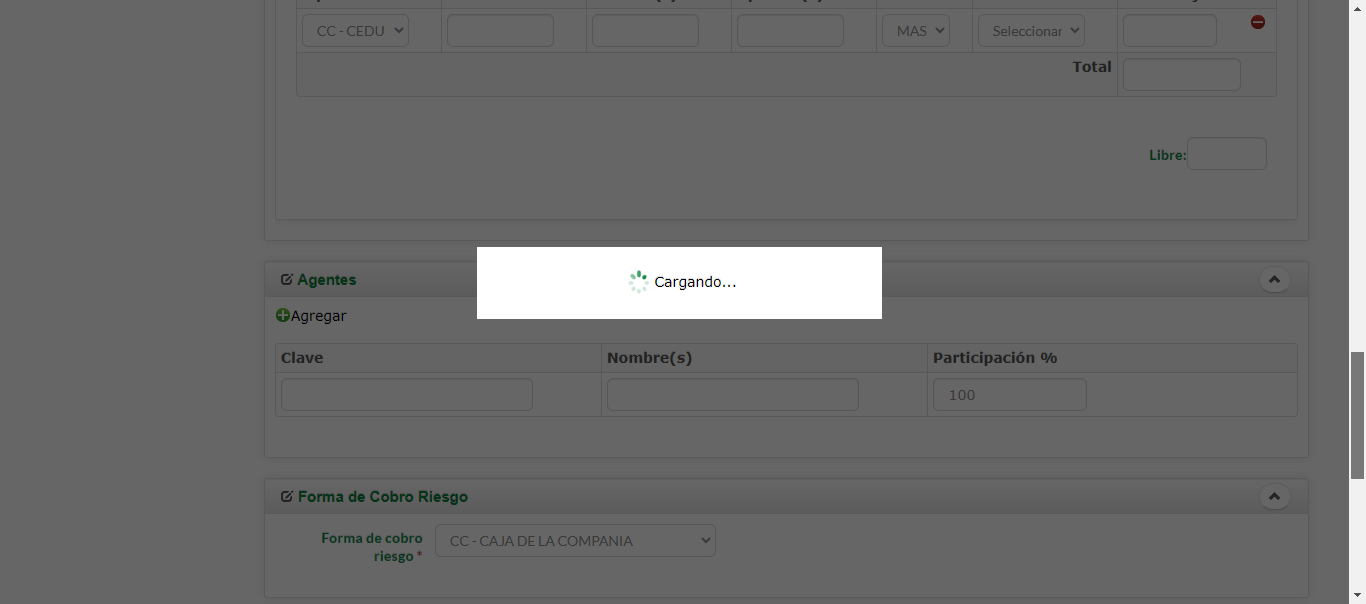 CC - CEDU MAS Seleccionar
Total
Libre:
Cargando...
Agentes
Agregar
Clave Nombre(s) Participación %
100
Forma de Cobro Riesgo
Forma de cobro CC - CAJA DE LA COMPANIA
riesgo *